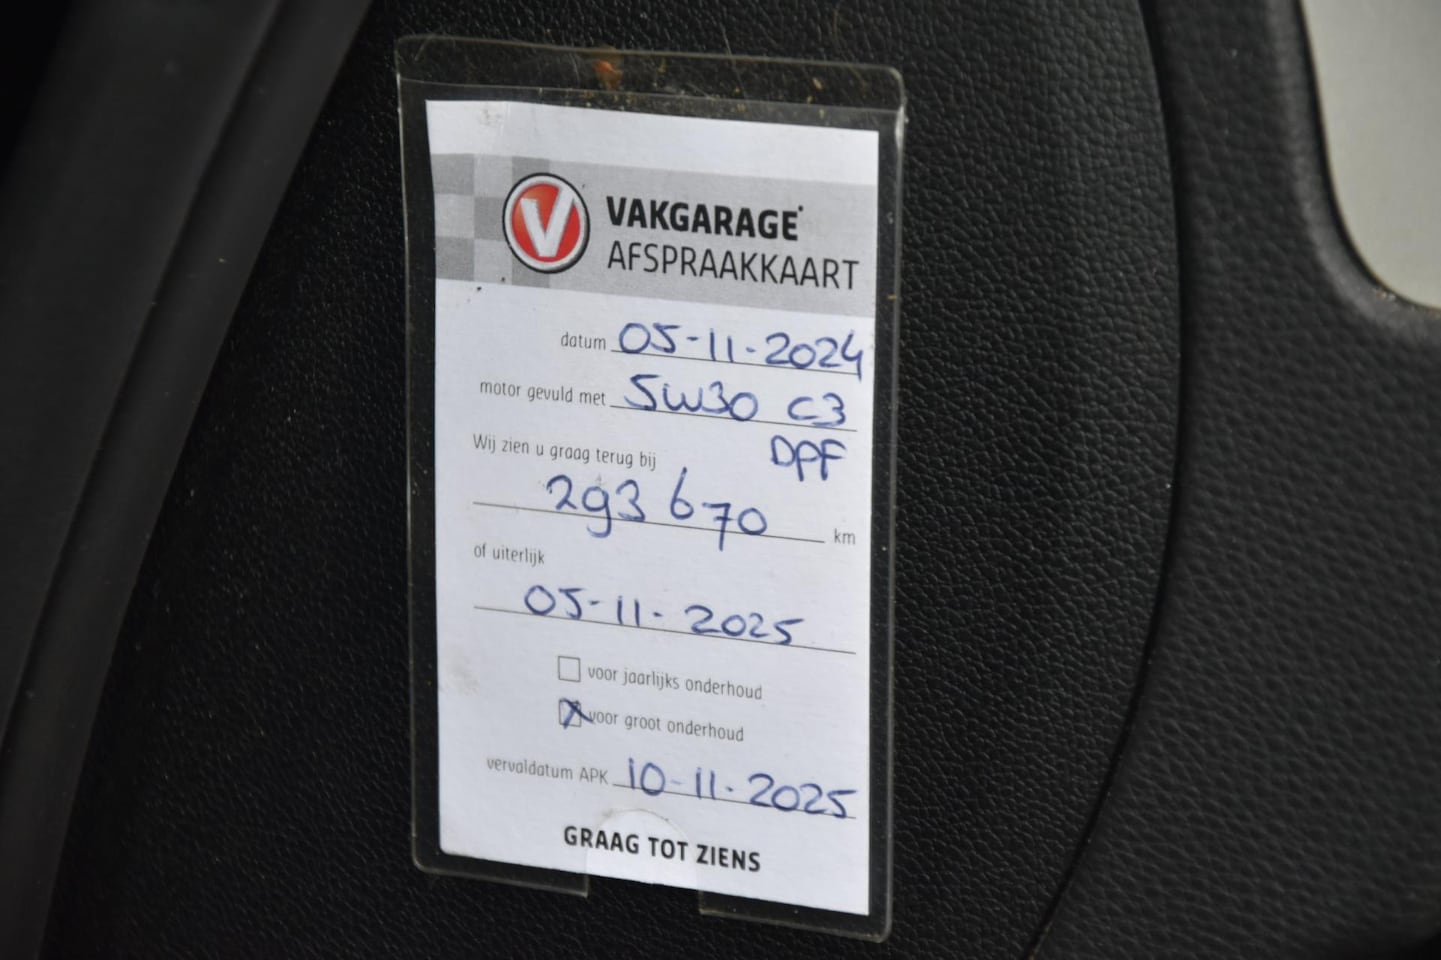 V VAKGARAGE
AFSPRAAKKAART
datum 05-11-2024
motor gevuld met 5W30 C3
DPF
Wij zien u graag terug bij
293 670 km
of uiterlijk
05-11-2025
voor jaarlijks onderhoud
X voor groot onderhoud
vervaldatum APK 10-11-2025
GRAAG TOT ZIENS